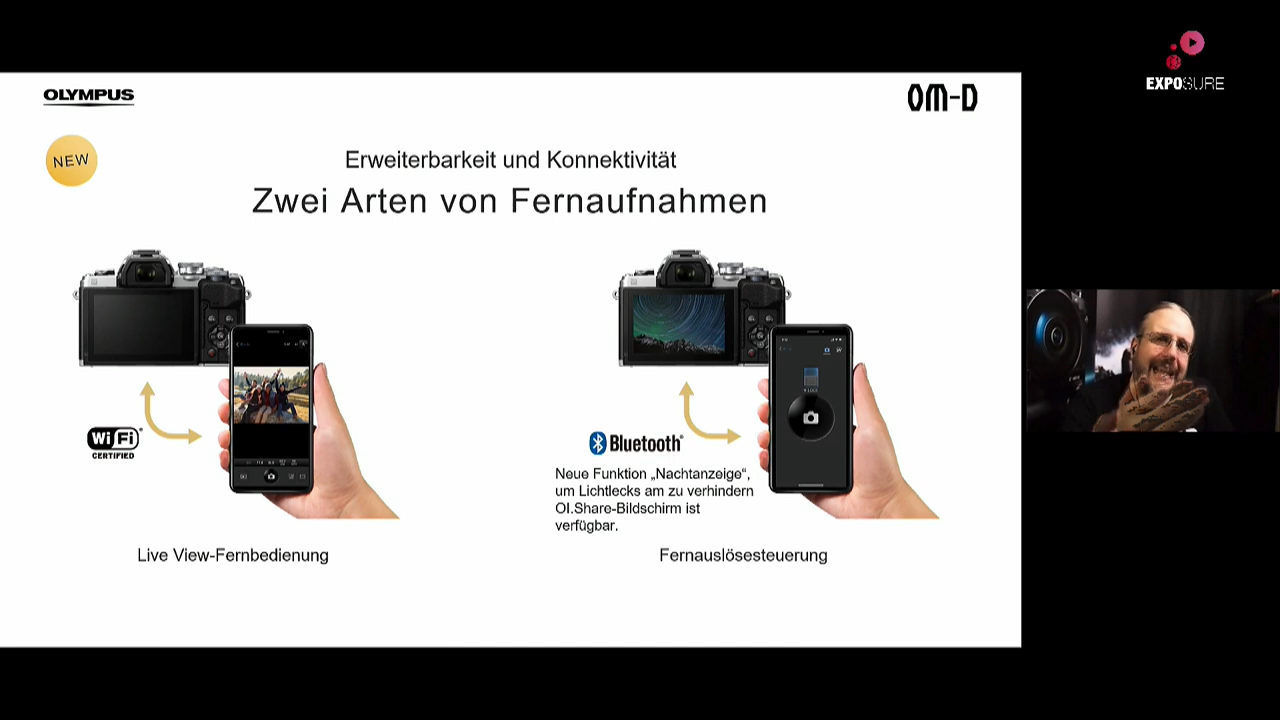 EXPOSURE
OLYMPUS
OM-D
NEW
Erweiterbarkeit und Konnektivität
Zwei Arten von Fernaufnahmen
Wi Fi
CERTIFIED
Bluetooth®
Neue Funktion „Nachtanzeige“,
um Lichtlecks am zu verhindern
OI.Share-Bildschirm ist
verfügbar.
Live View-Fernbedienung
Fernauslösesteuerung